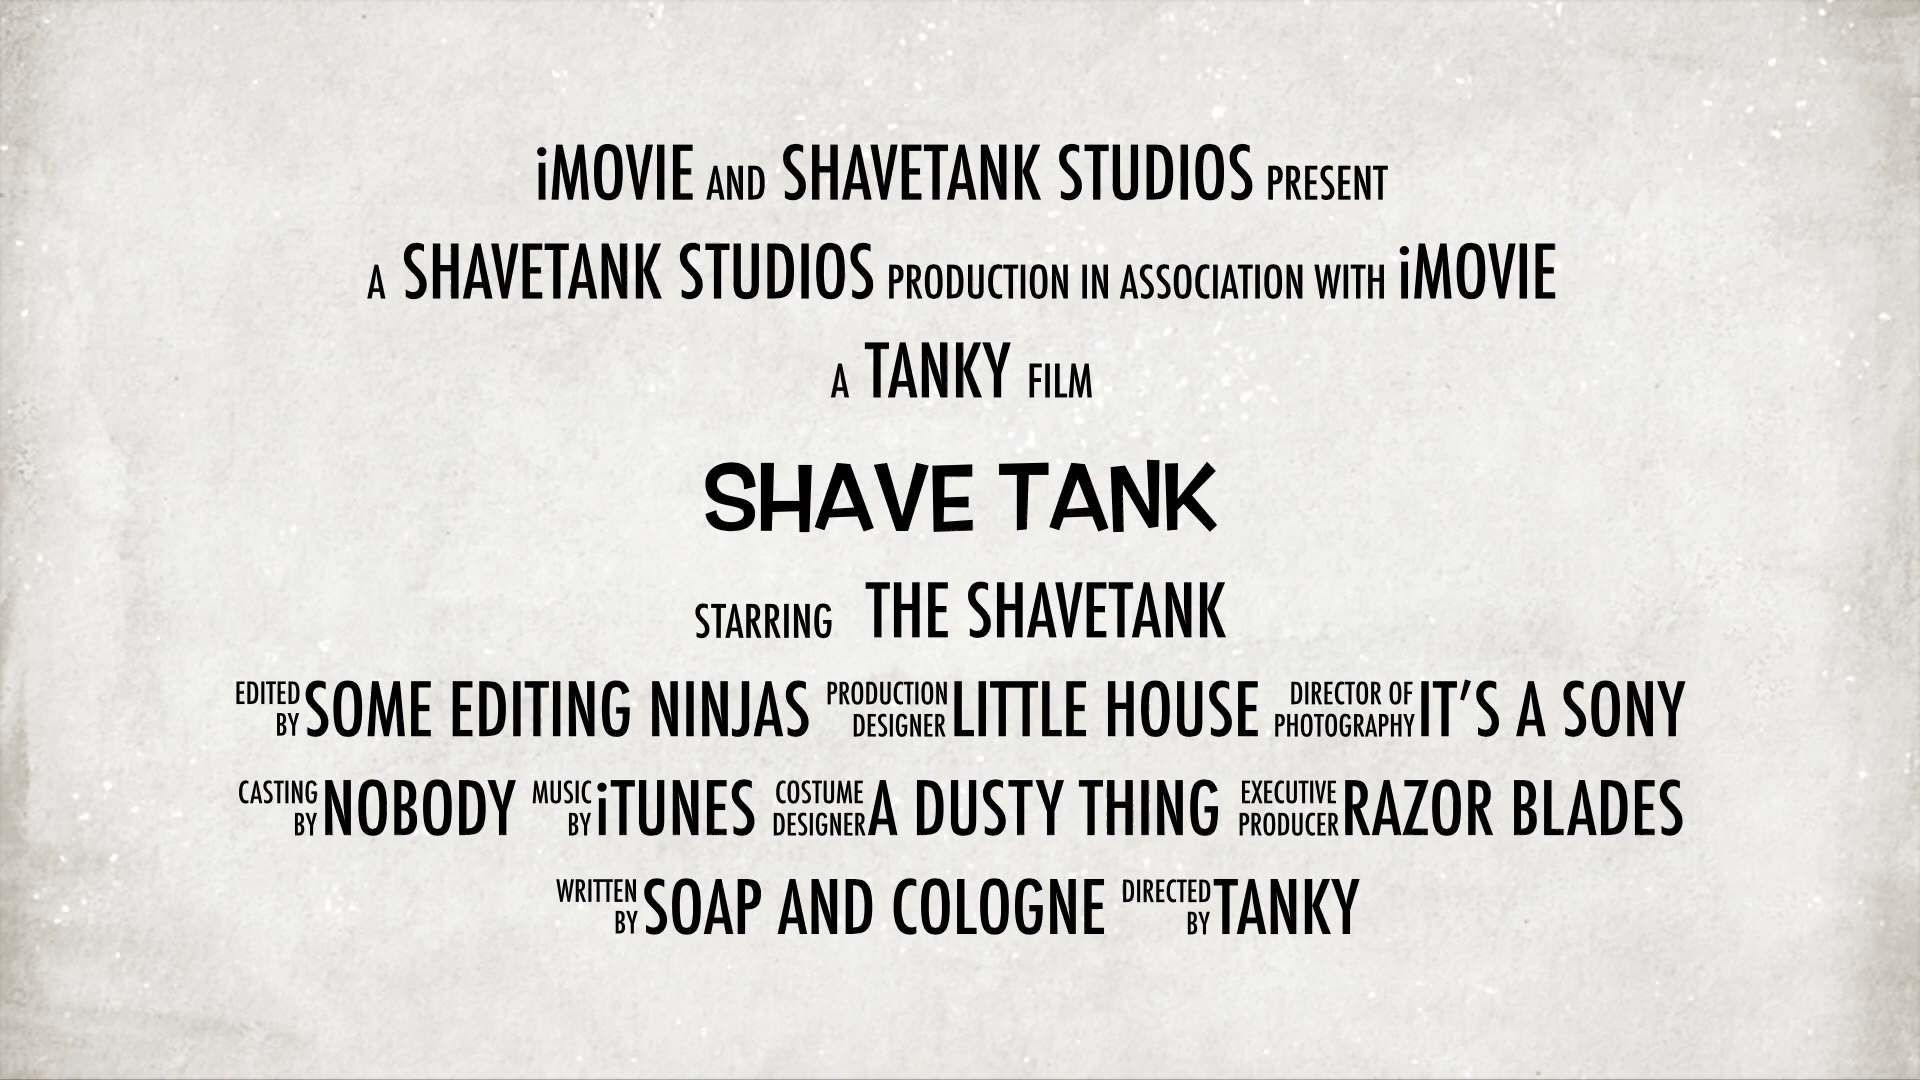 iMOVIE AND SHAVETANK STUDIOS PRESENT
A SHAVETANK STUDIOS PRODUCTION IN ASSOCIATION WITH iMOVIE
A TANKY FILM
SHAVE TANK
STARRING THE SHAVETANK
EDITED BY SOME EDITING NINJAS PRODUCTION DESIGNER LITTLE HOUSE DIRECTOR OF PHOTOGRAPHY IT’S A SONY
CASTING BY NOBODY MUSIC BY iTUNES COSTUME DESIGNER A DUSTY THING EXECUTIVE PRODUCER RAZOR BLADES
WRITTEN BY SOAP AND COLOGNE DIRECTED BY TANKY